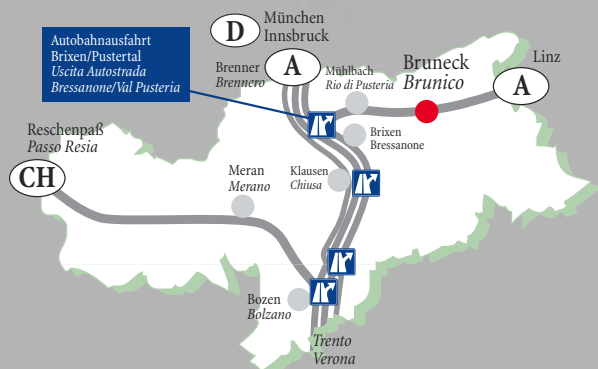 D
München
Innsbruck
Autobahnausfahrt
Brixen/Pustertal
Uscita Autostrada
Bressanone/Val Pusteria
Brenner
Brennero
A
Mühlbach
Rio di Pusteria
Bruneck
Brunico
Linz
A
Reschenpaß
Passo Resia
CH
Brixen
Bressanone
Meran
Merano
Klausen
Chiusa
Bozen
Bolzano
Trento
Verona